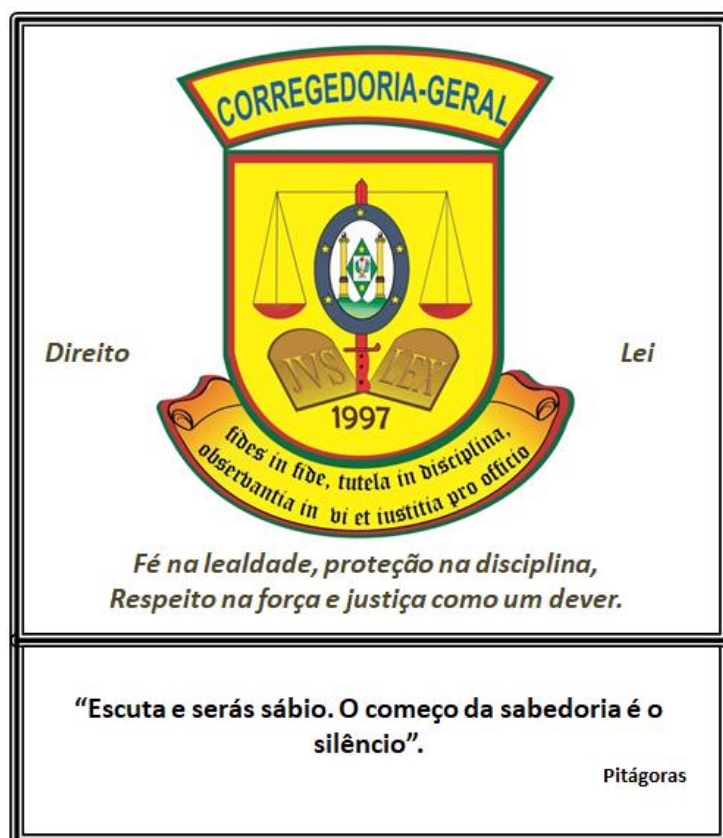 CORREGEDORIA-GERAL
Direito
Lei
JVS LEX
1997
fides in fide, tutela in disciplina,
observantia in vi et iustitia pro officio
Fé na lealdade, proteção na disciplina,
Respeito na força e justiça como um dever.
“Escuta e serás sábio. O começo da sabedoria é o
silêncio”.
Pitágoras